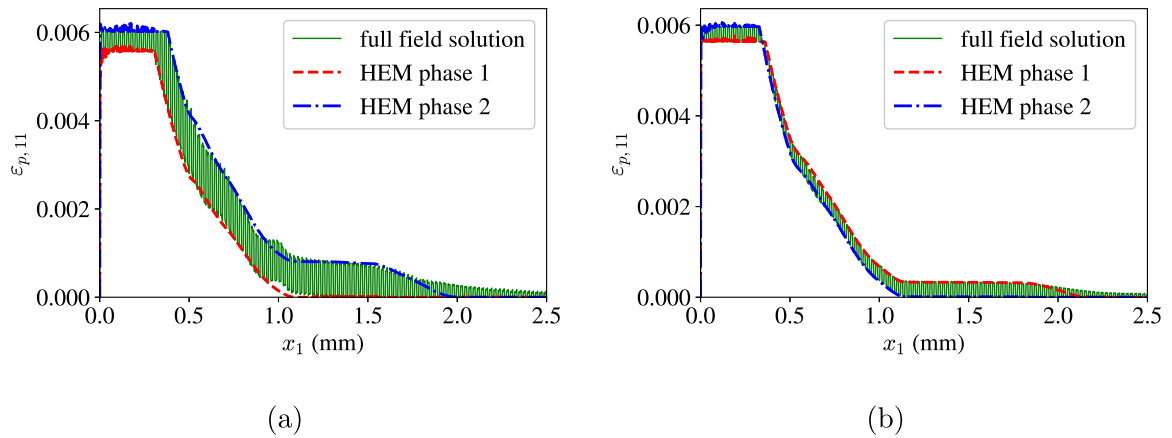 0.006
0.004
0.002
0.000
ε_{p,11}
0.0 0.5 1.0 1.5 2.0 2.5
x_1 (mm)
full field solution
HEM phase 1
HEM phase 2
(a)
0.006
0.004
0.002
0.000
ε_{p,11}
0.0 0.5 1.0 1.5 2.0 2.5
x_1 (mm)
full field solution
HEM phase 1
HEM phase 2
(b)